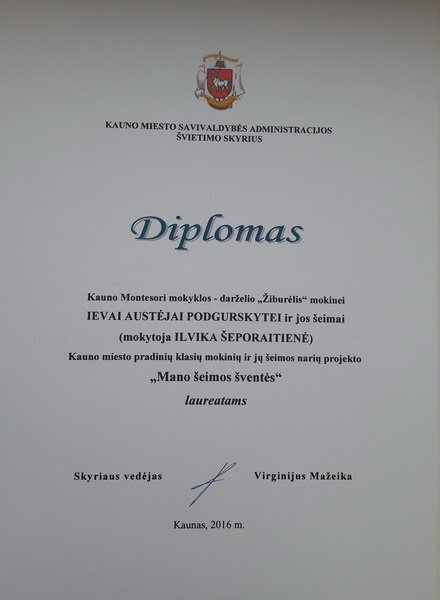 KAUNO MIESTO SAVIVALDYBĖS ADMINISTRACIJOS
ŠVIETIMO SKYRIUS
Diplomas
Kauno Montesori mokyklos - darželio „Žiburėlis“ mokinei
IEVAI AUSTĖJAI PODGURSKYTEI ir jos šeimai
(mokytoja ILVIKA ŠEPORAITIENĖ)
Kauno miesto pradinių klasių mokinių ir jų šeimos narių projekto
„Mano šeimos šventės“
laureatams
Skyriaus vedėjas Virginijus Mažeika
Kaunas, 2016 m.